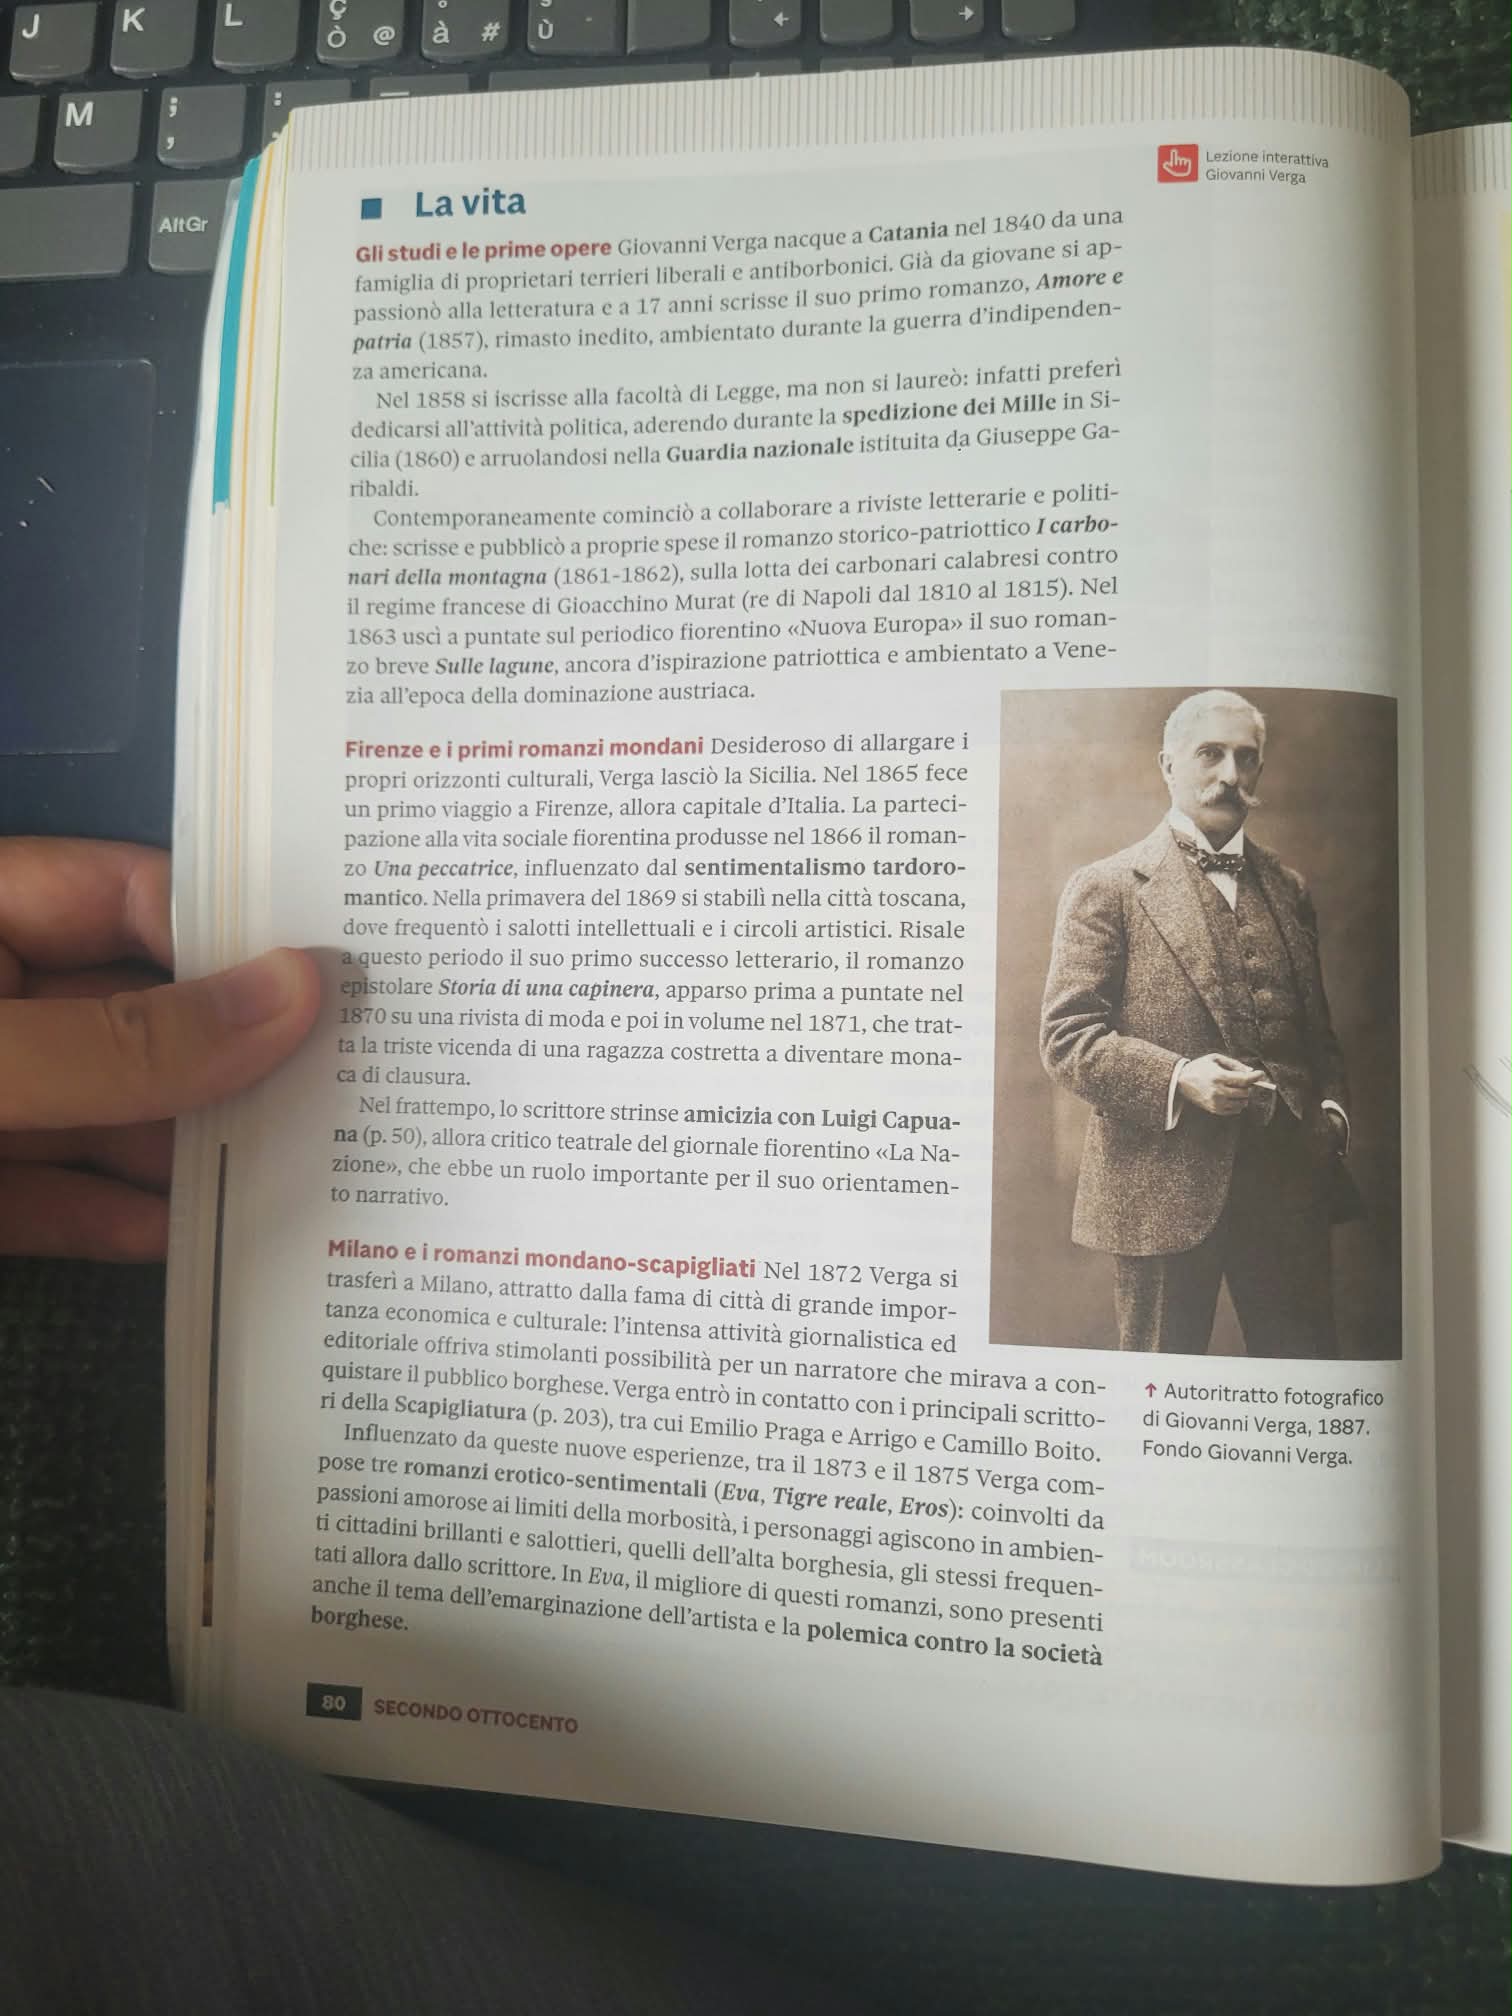 J
K
L
ç
Ò @
°
à #
§
Ù
←
→
M
;
,
:
.
–
AltGr
Lezione interattiva
Giovanni Verga
La vita
Gli studi e le prime opere Giovanni Verga nacque a Catania nel 1840 da una
famiglia di proprietari terrieri liberali e antiborbonici. Già da giovane si ap-
passionò alla letteratura e a 17 anni scrisse il suo primo romanzo, Amore e
patria (1857), rimasto inedito, ambientato durante la guerra d'indipenden-
za americana.
Nel 1858 si iscrisse alla facoltà di Legge, ma non si laureò: infatti preferì
dedicarsi all'attività politica, aderendo durante la spedizione dei Mille in Si-
cilia (1860) e arruolandosi nella Guardia nazionale istituita da Giuseppe Ga-
ribaldi.
Contemporaneamente cominciò a collaborare a riviste letterarie e politi-
che: scrisse e pubblicò a proprie spese il romanzo storico-patriottico I carbo-
nari della montagna (1861-1862), sulla lotta dei carbonari calabresi contro
il regime francese di Gioacchino Murat (re di Napoli dal 1810 al 1815). Nel
1863 uscì a puntate sul periodico fiorentino «Nuova Europa» il suo roman-
zo breve Sulle lagune, ancora d'ispirazione patriottica e ambientato a Vene-
zia all'epoca della dominazione austriaca.
Firenze e i primi romanzi mondani Desideroso di allargare i
propri orizzonti culturali, Verga lasciò la Sicilia. Nel 1865 fece
un primo viaggio a Firenze, allora capitale d'Italia. La parteci-
pazione alla vita sociale fiorentina produsse nel 1866 il roman-
zo Una peccatrice, influenzato dal sentimentalismo tardoro-
mantico. Nella primavera del 1869 si stabilì nella città toscana,
dove frequentò i salotti intellettuali e i circoli artistici. Risale
a questo periodo il suo primo successo letterario, il romanzo
epistolare Storia di una capinera, apparso prima a puntate nel
1870 su una rivista di moda e poi in volume nel 1871, che trat-
ta la triste vicenda di una ragazza costretta a diventare mona-
ca di clausura.
Nel frattempo, lo scrittore strinse amicizia con Luigi Capua-
na (p. 50), allora critico teatrale del giornale fiorentino «La Na-
zione», che ebbe un ruolo importante per il suo orientamen-
to narrativo.
Milano e i romanzi mondano-scapigliati Nel 1872 Verga si
trasferì a Milano, attratto dalla fama di città di grande impor-
tanza economica e culturale: l'intensa attività giornalistica ed
editoriale offriva stimolanti possibilità per un narratore che mirava a con-
quistare il pubblico borghese. Verga entrò in contatto con i principali scritto-
ri della Scapigliatura (p. 203), tra cui Emilio Praga e Arrigo e Camillo Boito.
Influenzato da queste nuove esperienze, tra il 1873 e il 1875 Verga com-
pose tre romanzi erotico-sentimentali (Eva, Tigre reale, Eros): coinvolti da
passioni amorose ai limiti della morbosità, i personaggi agiscono in ambien-
ti cittadini brillanti e salottieri, quelli dell'alta borghesia, gli stessi frequen-
tati allora dallo scrittore. In Eva, il migliore di questi romanzi, sono presenti
anche il tema dell'emarginazione dell'artista e la polemica contro la società
borghese.
↑ Autoritratto fotografico
di Giovanni Verga, 1887.
Fondo Giovanni Verga.
80 SECONDO OTTOCENTO